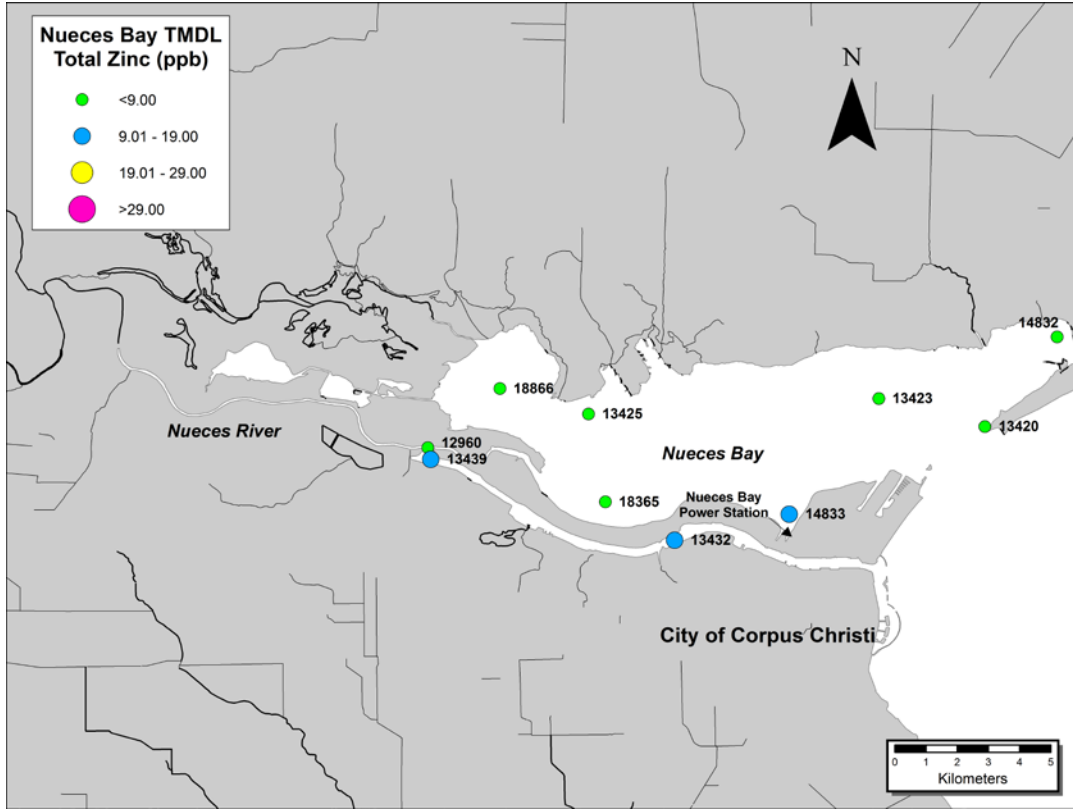 Nueces Bay TMDL
Total Zinc (ppb)
<9.00
9.01 - 19.00
19.01 - 29.00
>29.00
N
14832
18866
13425
13423
13420
Nueces River
12960
13439
Nueces Bay
18365
Nueces Bay
Power Station
14833
13432
City of Corpus Christi
0 1 2 3 4 5
Kilometers